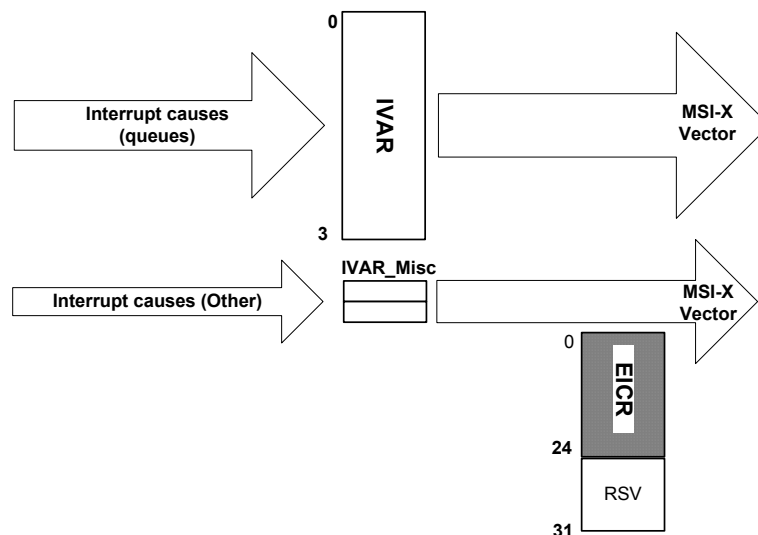 0
Interrupt causes
(queues)
IVAR
MSI-X
Vector
3
IVAR_Misc
Interrupt causes (Other)
MSI-X
Vector
0
EICR
24
RSV
31